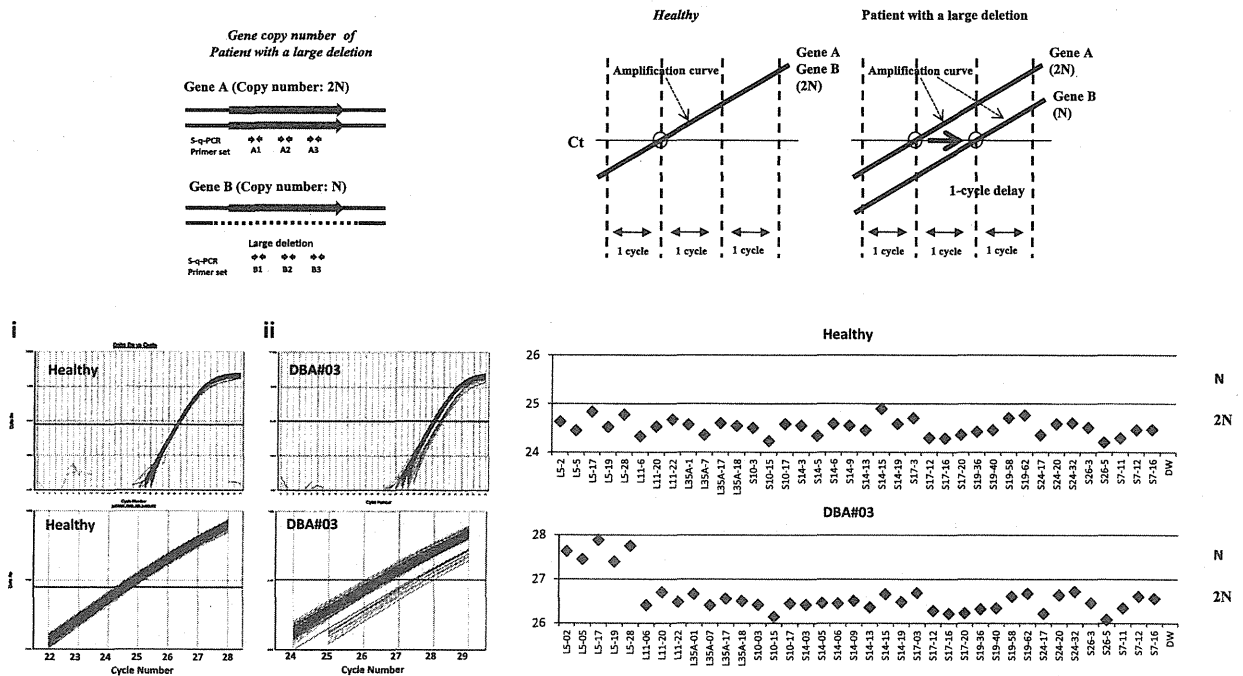 Gene copy number of
Patient with a large deletion
Gene A (Copy number: 2N)
S-q-PCR
Primer set
A1 A2 A3
Gene B (Copy number: N)
Large deletion
S-q-PCR
Primer set
B1 B2 B3
Healthy
Gene A
Gene B
(2N)
Amplification curve
Ct
1 cycle 1 cycle 1 cycle
Patient with a large deletion
Gene A
(2N)
Amplification curve
Gene B
(N)
1-cycle delay
1 cycle 1 cycle 1 cycle
i
Healthy
ii
DBA#03
Healthy
22 23 24 25 26 27 28
Cycle Number
DBA#03
24 25 26 27 28 29
Cycle Number
Healthy
26
25
24
N
2N
L5-2 L5-5 L5-17 L5-19 L5-28 L11-6 L11-20 L11-22 L35A-1 L35A-7 L35A-17 L35A-18 S10-3 S10-15 S10-17 S14-3 S14-5 S14-6 S14-9 S14-13 S14-15 S14-19 S17-3 S17-12 S17-16 S17-20 S19-36 S19-40 S19-58 S19-62 S24-17 S24-20 S24-32 S26-3 S26-5 S7-11 S7-12 S7-16 DW
DBA#03
28
27
26
N
2N
L5-02 L5-05 L5-17 L5-19 L5-28 L11-06 L11-20 L11-22 L35A-01 L35A-07 L35A-17 L35A-18 S10-03 S10-15 S10-17 S14-03 S14-05 S14-06 S14-09 S14-13 S14-15 S14-19 S17-03 S17-12 S17-16 S17-20 S19-36 S19-40 S19-58 S19-62 S24-17 S24-20 S24-32 S26-3 S26-5 S7-11 S7-12 S7-16 DW